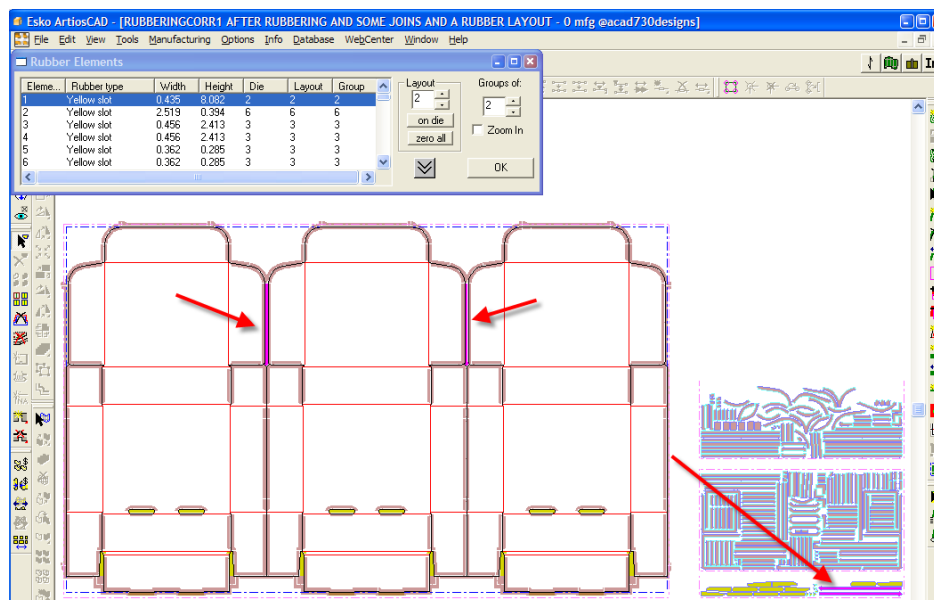 Esko ArtiosCAD - [RUBBERINGCORR1 AFTER RUBBERING AND SOME JOINS AND A RUBBER LAYOUT - 0 mfg @acad730designs]
File Edit View Tools Manufacturing Options Info Database WebCenter Window Help
Rubber Elements
Eleme... Rubber type Width Height Die Layout Group
1 Yellow slot 0.435 8.082 2 2 2
2 Yellow slot 2.519 0.394 6 6 6
3 Yellow slot 0.456 2.413 3 3 3
4 Yellow slot 0.456 2.413 3 3 3
5 Yellow slot 0.362 0.285 3 3 3
6 Yellow slot 0.362 0.285 3 3 3
Layout
2
on die
zero all
Groups of:
2
Zoom In
OK